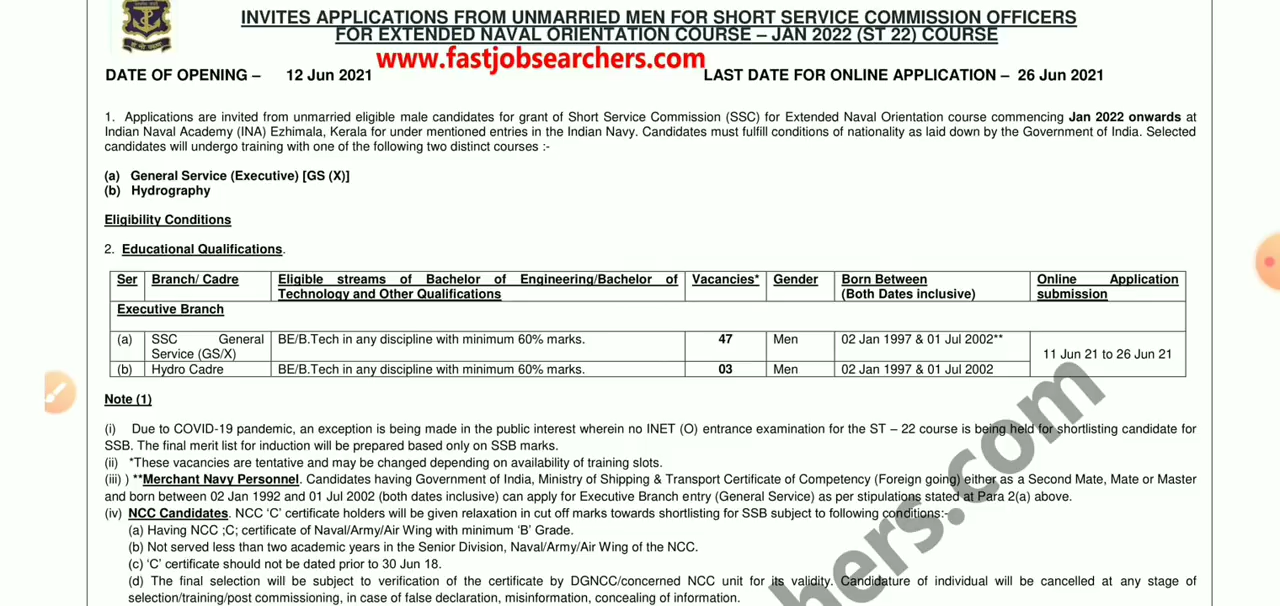 INVITES APPLICATIONS FROM UNMARRIED MEN FOR SHORT SERVICE COMMISSION OFFICERS
FOR EXTENDED NAVAL ORIENTATION COURSE – JAN 2022 (ST 22) COURSE
www.fastjobsearchers.com
DATE OF OPENING – 12 Jun 2021 LAST DATE FOR ONLINE APPLICATION – 26 Jun 2021
1. Applications are invited from unmarried eligible male candidates for grant of Short Service Commission (SSC) for Extended Naval Orientation course commencing Jan 2022 onwards at
Indian Naval Academy (INA) Ezhimala, Kerala for under mentioned entries in the Indian Navy. Candidates must fulfill conditions of nationality as laid down by the Government of India. Selected
candidates will undergo training with one of the following two distinct courses :-
(a) General Service (Executive) [GS (X)]
(b) Hydrography
Eligibility Conditions
2. Educational Qualifications.
Ser Branch/ Cadre Eligible streams of Bachelor of Engineering/Bachelor of Vacancies* Gender Born Between Online Application
Technology and Other Qualifications (Both Dates inclusive) submission
Executive Branch
(a) SSC General BE/B.Tech in any discipline with minimum 60% marks. 47 Men 02 Jan 1997 & 01 Jul 2002**
Service (GS/X) 11 Jun 21 to 26 Jun 21
(b) Hydro Cadre BE/B.Tech in any discipline with minimum 60% marks. 03 Men 02 Jan 1997 & 01 Jul 2002
Note (1)
(i) Due to COVID-19 pandemic, an exception is being made in the public interest wherein no INET (O) entrance examination for the ST – 22 course is being held for shortlisting candidate for
SSB. The final merit list for induction will be prepared based only on SSB marks.
(ii) *These vacancies are tentative and may be changed depending on availability of training slots.
(iii) ) **Merchant Navy Personnel. Candidates having Government of India, Ministry of Shipping & Transport Certificate of Competency (Foreign going) either as a Second Mate, Mate or Master
and born between 02 Jan 1992 and 01 Jul 2002 (both dates inclusive) can apply for Executive Branch entry (General Service) as per stipulations stated at Para 2(a) above.
(iv) NCC Candidates. NCC ‘C’ certificate holders will be given relaxation in cut off marks towards shortlisting for SSB subject to following conditions:-
(a) Having NCC ;C; certificate of Naval/Army/Air Wing with minimum ‘B’ Grade.
(b) Not served less than two academic years in the Senior Division, Naval/Army/Air Wing of the NCC.
(c) ‘C’ certificate should not be dated prior to 30 Jun 18.
(d) The final selection will be subject to verification of the certificate by DGNCC/concerned NCC unit for its validity. Candidature of individual will be cancelled at any stage of
selection/training/post commissioning, in case of false declaration, misinformation, concealing of information.
hers.com